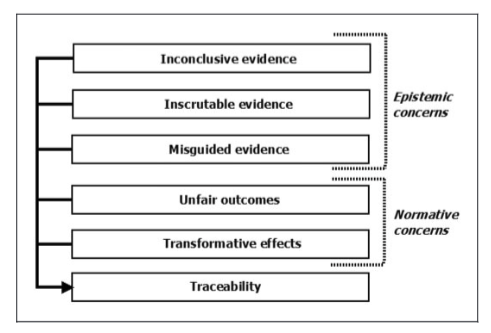 Inconclusive evidence
Inscrutable evidence
Epistemic
concerns
Misguided evidence
Unfair outcomes
Normative
concerns
Transformative effects
Traceability